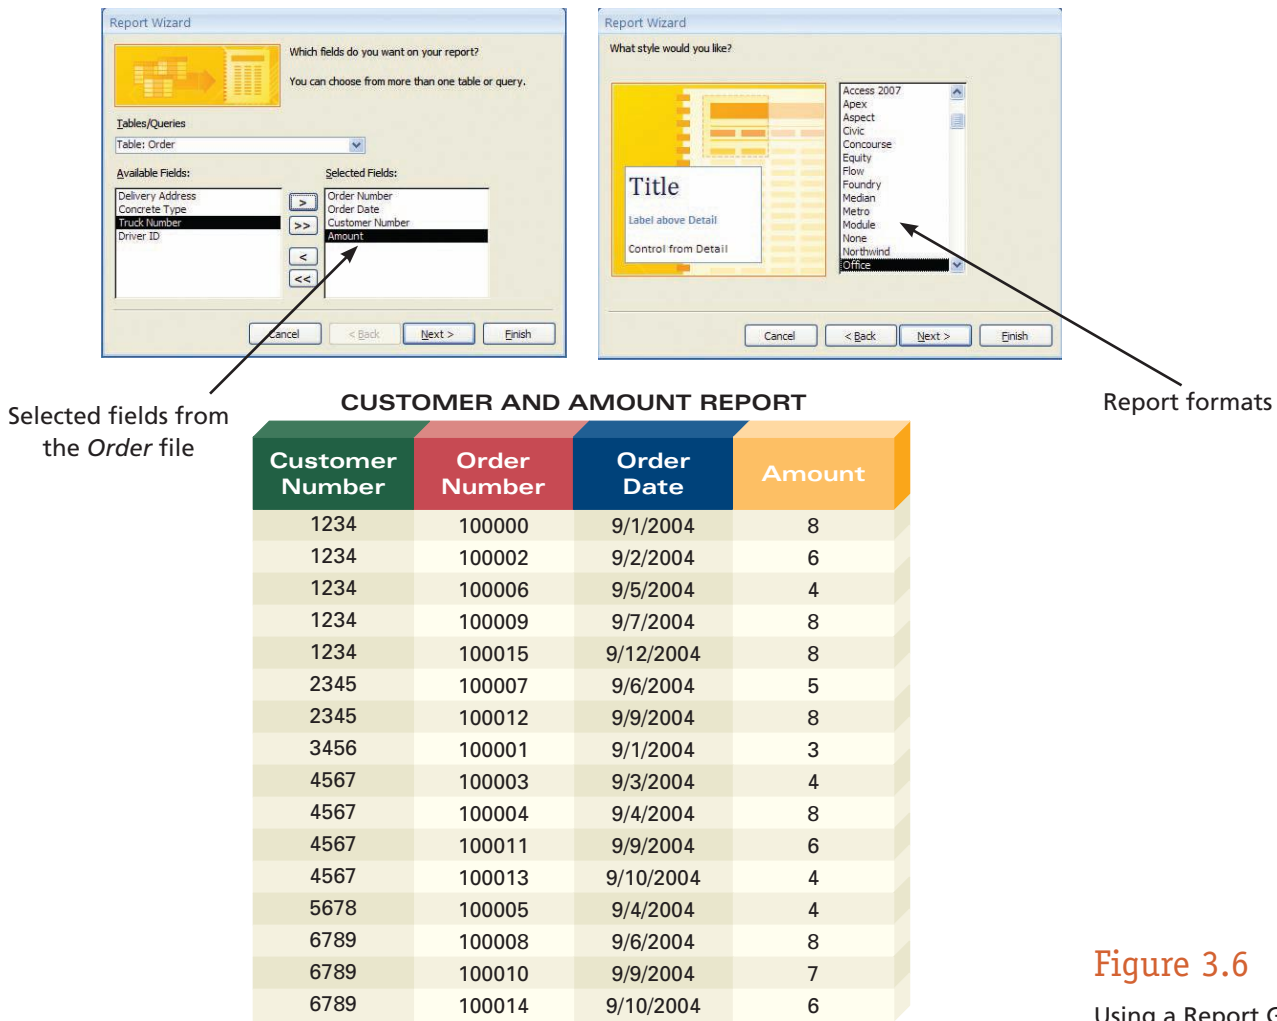 Report Wizard
Which fields do you want on your report?
You can choose from more than one table or query.
Tables/Queries
Table: Order
Available Fields:
Selected Fields:
Delivery Address
Concrete Type
Truck Number
Driver ID
>
>>
<
<<
Order Number
Order Date
Customer Number
Amount
Cancel
< Back
Next >
Finish
Report Wizard
What style would you like?
Title
Label above Detail
Control from Detail
Access 2007
Apex
Aspect
Civic
Concourse
Equity
Flow
Foundry
Median
Metro
Module
None
Northwind
Office
Cancel
< Back
Next >
Finish
Selected fields from
the Order file
Report formats
CUSTOMER AND AMOUNT REPORT
Customer Number Order Number Order Date Amount
1234 100000 9/1/2004 8
1234 100002 9/2/2004 6
1234 100006 9/5/2004 4
1234 100009 9/7/2004 8
1234 100015 9/12/2004 8
2345 100007 9/6/2004 5
2345 100012 9/9/2004 8
3456 100001 9/1/2004 3
4567 100003 9/3/2004 4
4567 100004 9/4/2004 8
4567 100011 9/9/2004 6
4567 100013 9/10/2004 4
5678 100005 9/4/2004 4
6789 100008 9/6/2004 8
6789 100010 9/9/2004 7
6789 100014 9/10/2004 6
Figure 3.6
Using a Report G